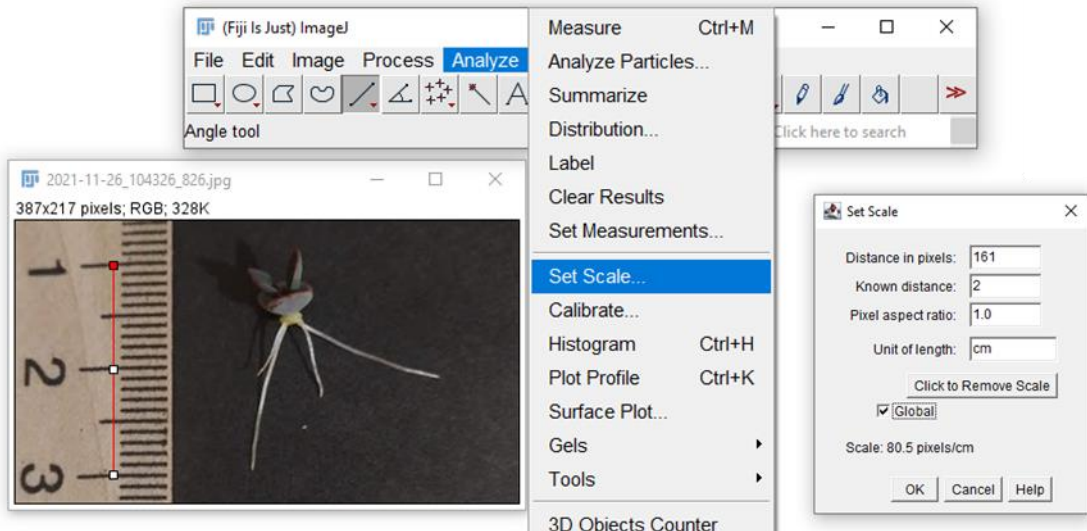 (Fiji Is Just) ImageJ
File Edit Image Process Analyze
A
Angle tool
Click here to search
Measure Ctrl+M
Analyze Particles...
Summarize
Distribution...
Label
Clear Results
Set Measurements...
Set Scale...
Calibrate...
Histogram Ctrl+H
Plot Profile Ctrl+K
Surface Plot...
Gels
Tools
3D Objects Counter
2021-11-26_104326_826.jpg
387x217 pixels; RGB; 328K
1
2
3
Set Scale
Distance in pixels: 161
Known distance: 2
Pixel aspect ratio: 1.0
Unit of length: cm
Click to Remove Scale
Global
Scale: 80.5 pixels/cm
OK Cancel Help